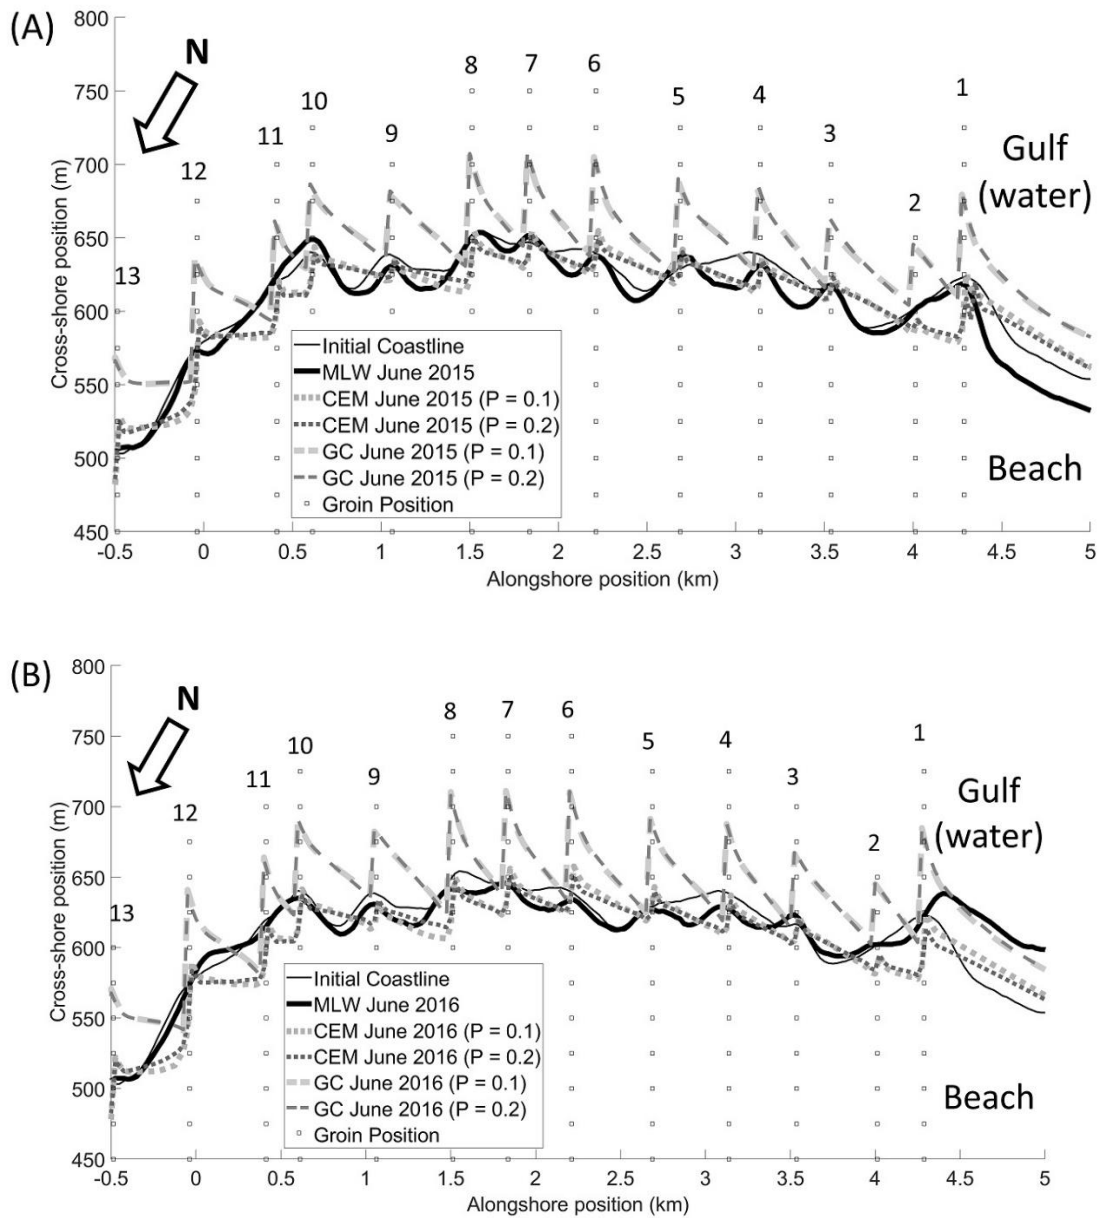 (A)
800
750
700
650
600
550
500
450
Cross-shore position (m)
N
13
12
11
10
9
8
7
6
5
4
3
2
1
Gulf
(water)
Beach
Initial Coastline
MLW June 2015
CEM June 2015 (P = 0.1)
CEM June 2015 (P = 0.2)
GC June 2015 (P = 0.1)
GC June 2015 (P = 0.2)
Groin Position
-0.5 0 0.5 1 1.5 2 2.5 3 3.5 4 4.5 5
Alongshore position (km)
(B)
800
750
700
650
600
550
500
450
Cross-shore position (m)
N
13
12
11
10
9
8
7
6
5
4
3
2
1
Gulf
(water)
Beach
Initial Coastline
MLW June 2016
CEM June 2016 (P = 0.1)
CEM June 2016 (P = 0.2)
GC June 2016 (P = 0.1)
GC June 2016 (P = 0.2)
Groin Position
-0.5 0 0.5 1 1.5 2 2.5 3 3.5 4 4.5 5
Alongshore position (km)